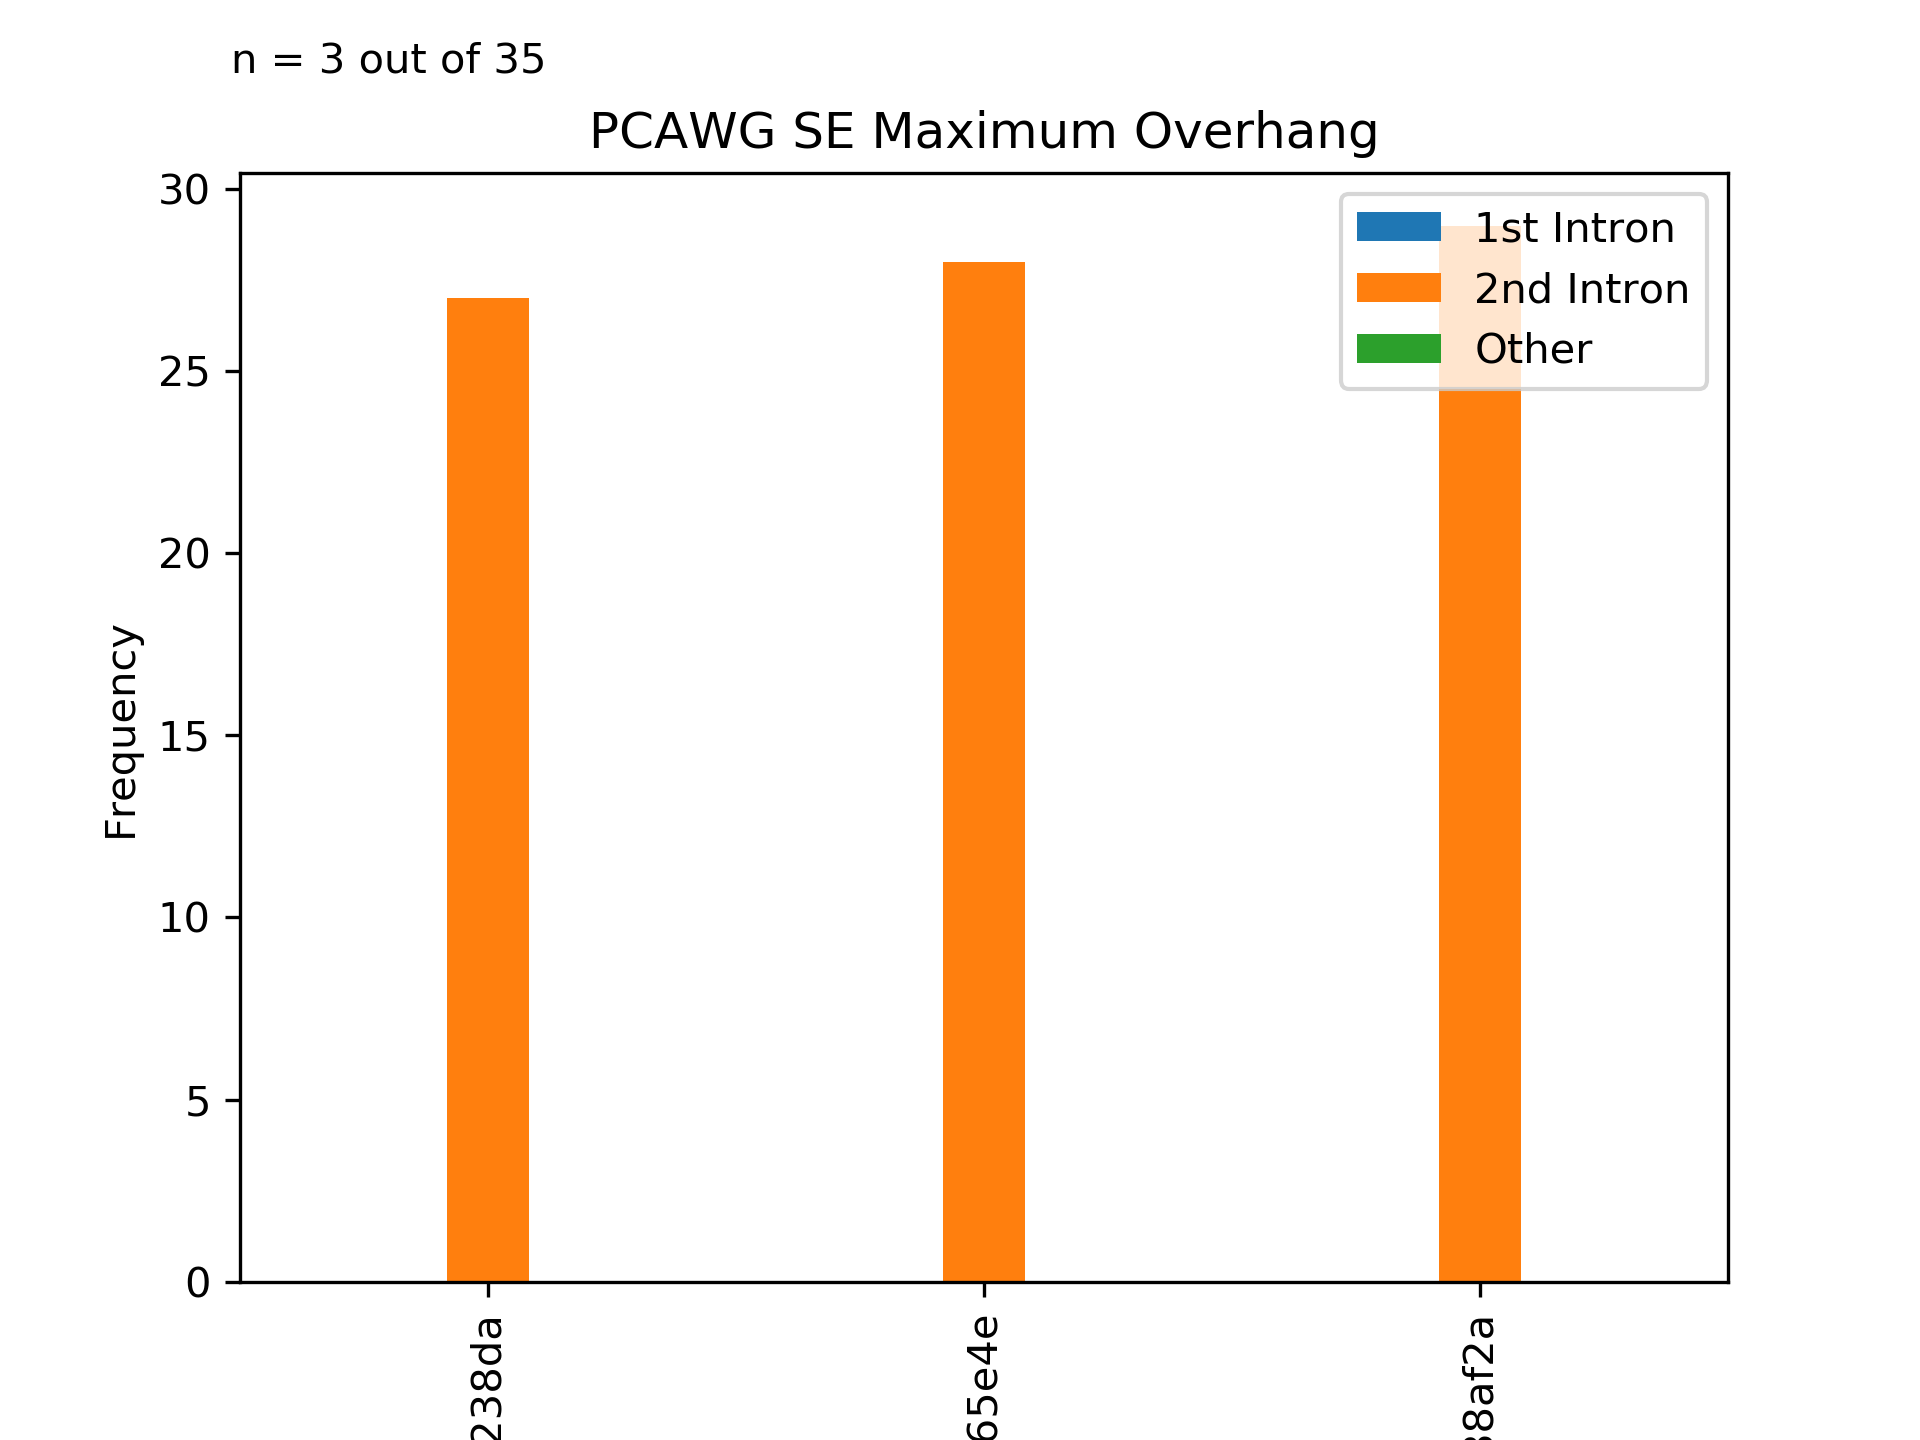 n = 3 out of 35
PCAWG SE Maximum Overhang
30
25
20
15
10
5
0
Frequency
1st Intron
2nd Intron
Other
238da
65e4e
8af2a